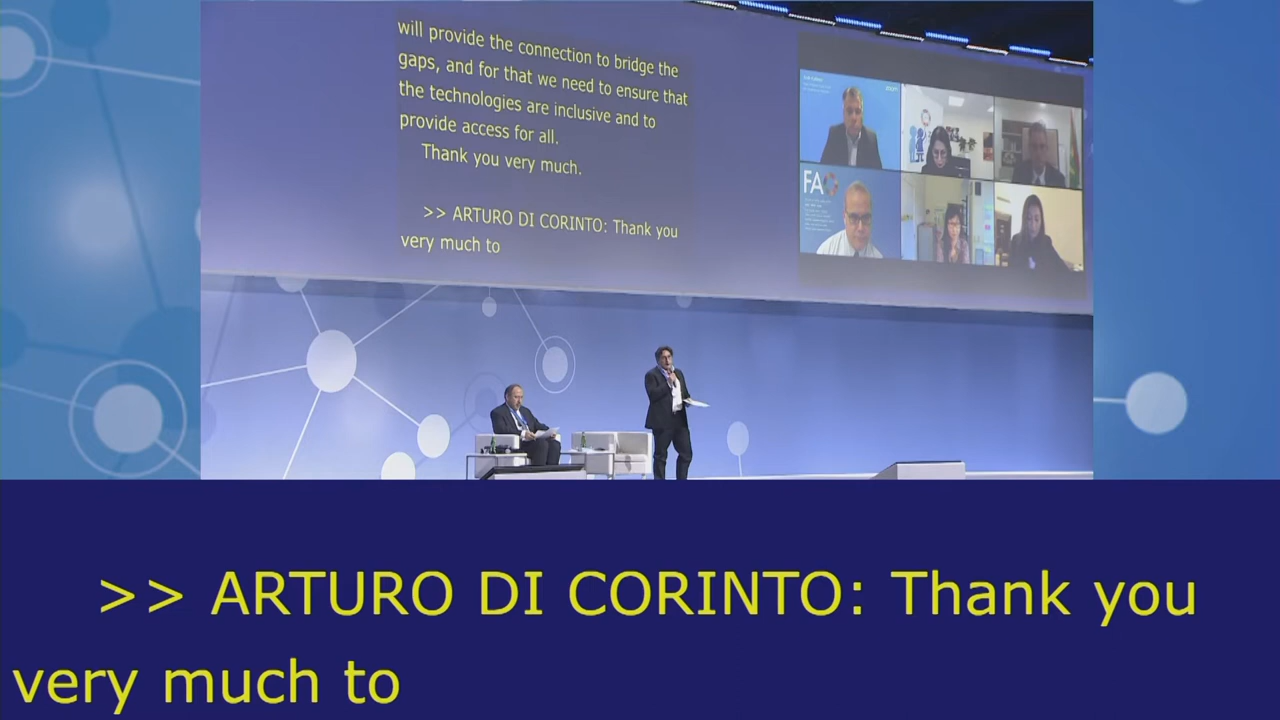 will provide the connection to bridge the
gaps, and for that we need to ensure that
the technologies are inclusive and to
provide access for all.
Thank you very much.
>> ARTURO DI CORINTO: Thank you
very much to
FAO
>> ARTURO DI CORINTO: Thank you
very much to